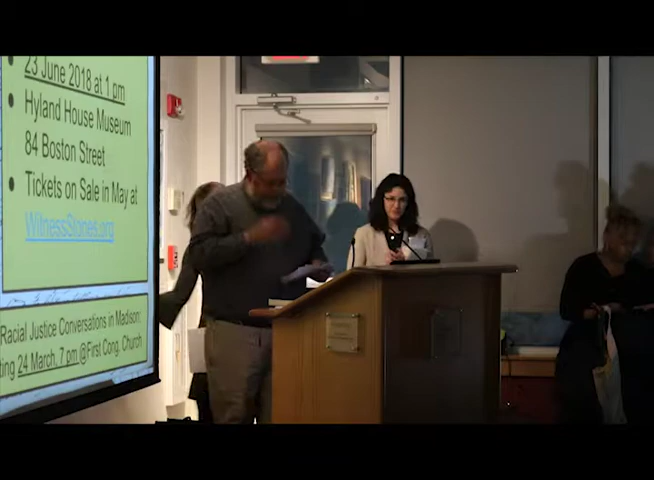 23 June 2018 at 1 pm
• Hyland House Museum
84 Boston Street
• Tickets on Sale in May at
WitnessStones.org
Racial Justice Conversations in Madison:
24 March, 7 pm @First Cong. Church